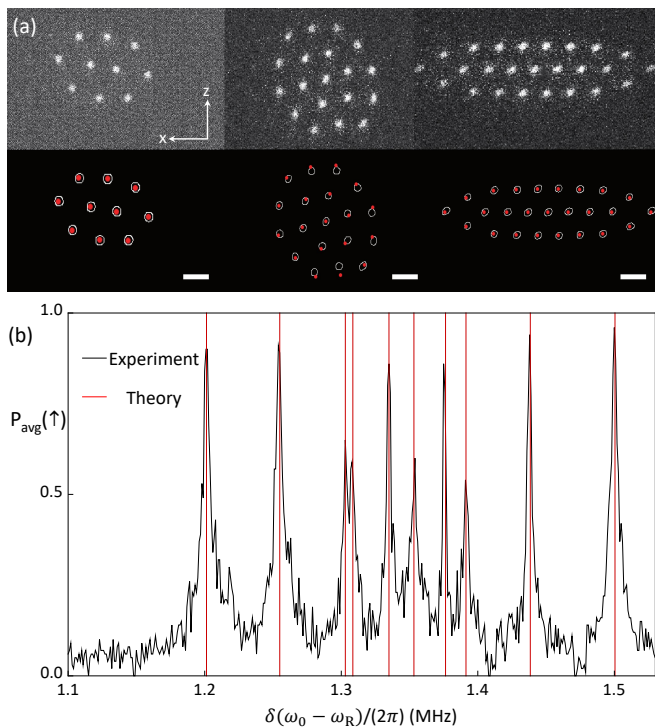 (a)
z
x
(b)
1.0
Experiment
Theory
P_avg(↑)
0.5
0.0
1.1 1.2 1.3 1.4 1.5
δ(ω₀ − ω_R)/(2π) (MHz)